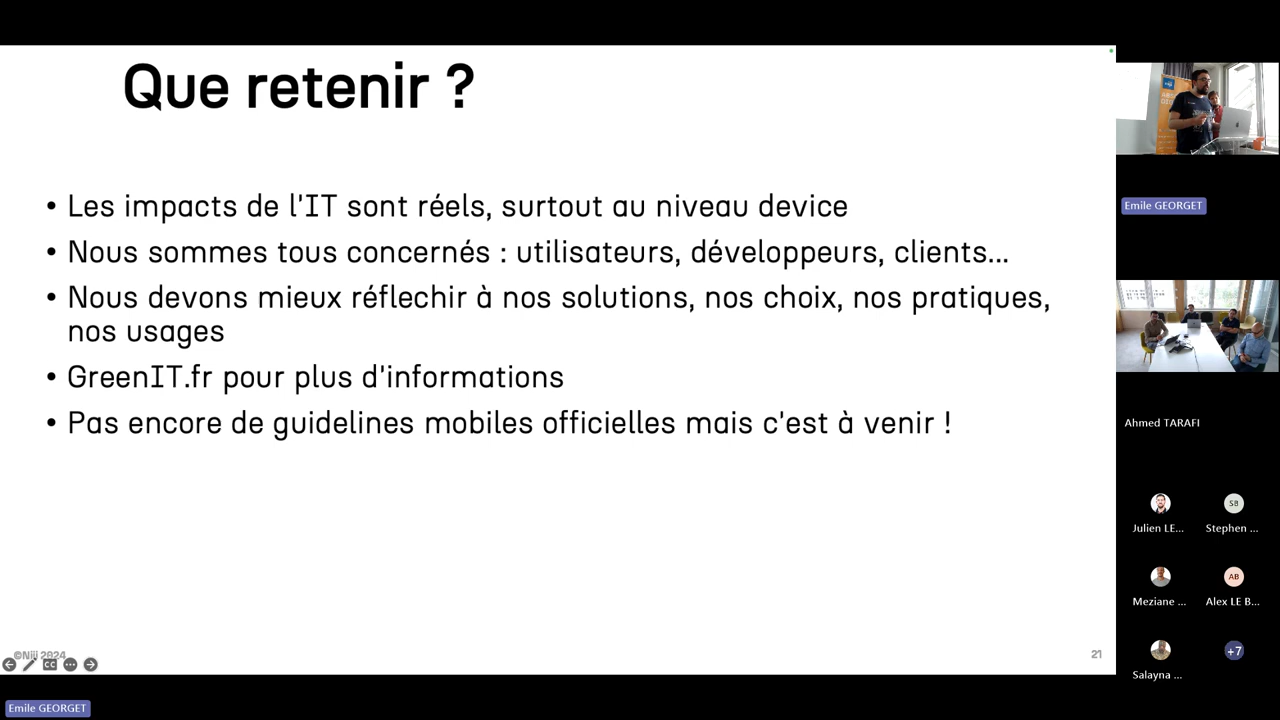 Que retenir ?
• Les impacts de l'IT sont réels, surtout au niveau device
• Nous sommes tous concernés : utilisateurs, développeurs, clients...
• Nous devons mieux réflechir à nos solutions, nos choix, nos pratiques,
nos usages
• GreenIT.fr pour plus d'informations
• Pas encore de guidelines mobiles officielles mais c'est à venir !
©Niji 2024
CC
21
Emile GEORGET
Emile GEORGET
Ahmed TARAFI
SB
Julien LE...
Stephen ...
AB
Meziane ...
Alex LE B...
+7
Salayna ...